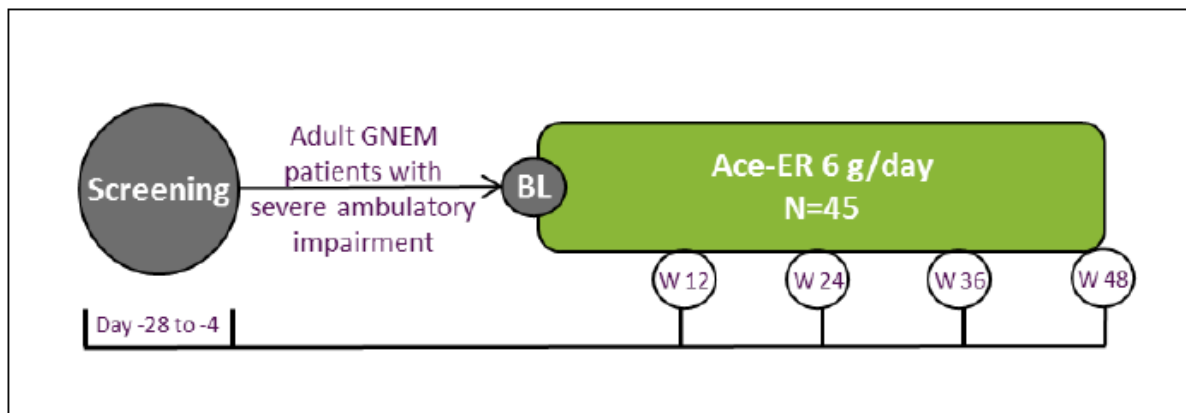 Screening
Adult GNEM
patients with
severe ambulatory
impairment
BL
Ace-ER 6 g/day
N=45
W 12
W 24
W 36
W 48
Day -28 to -4